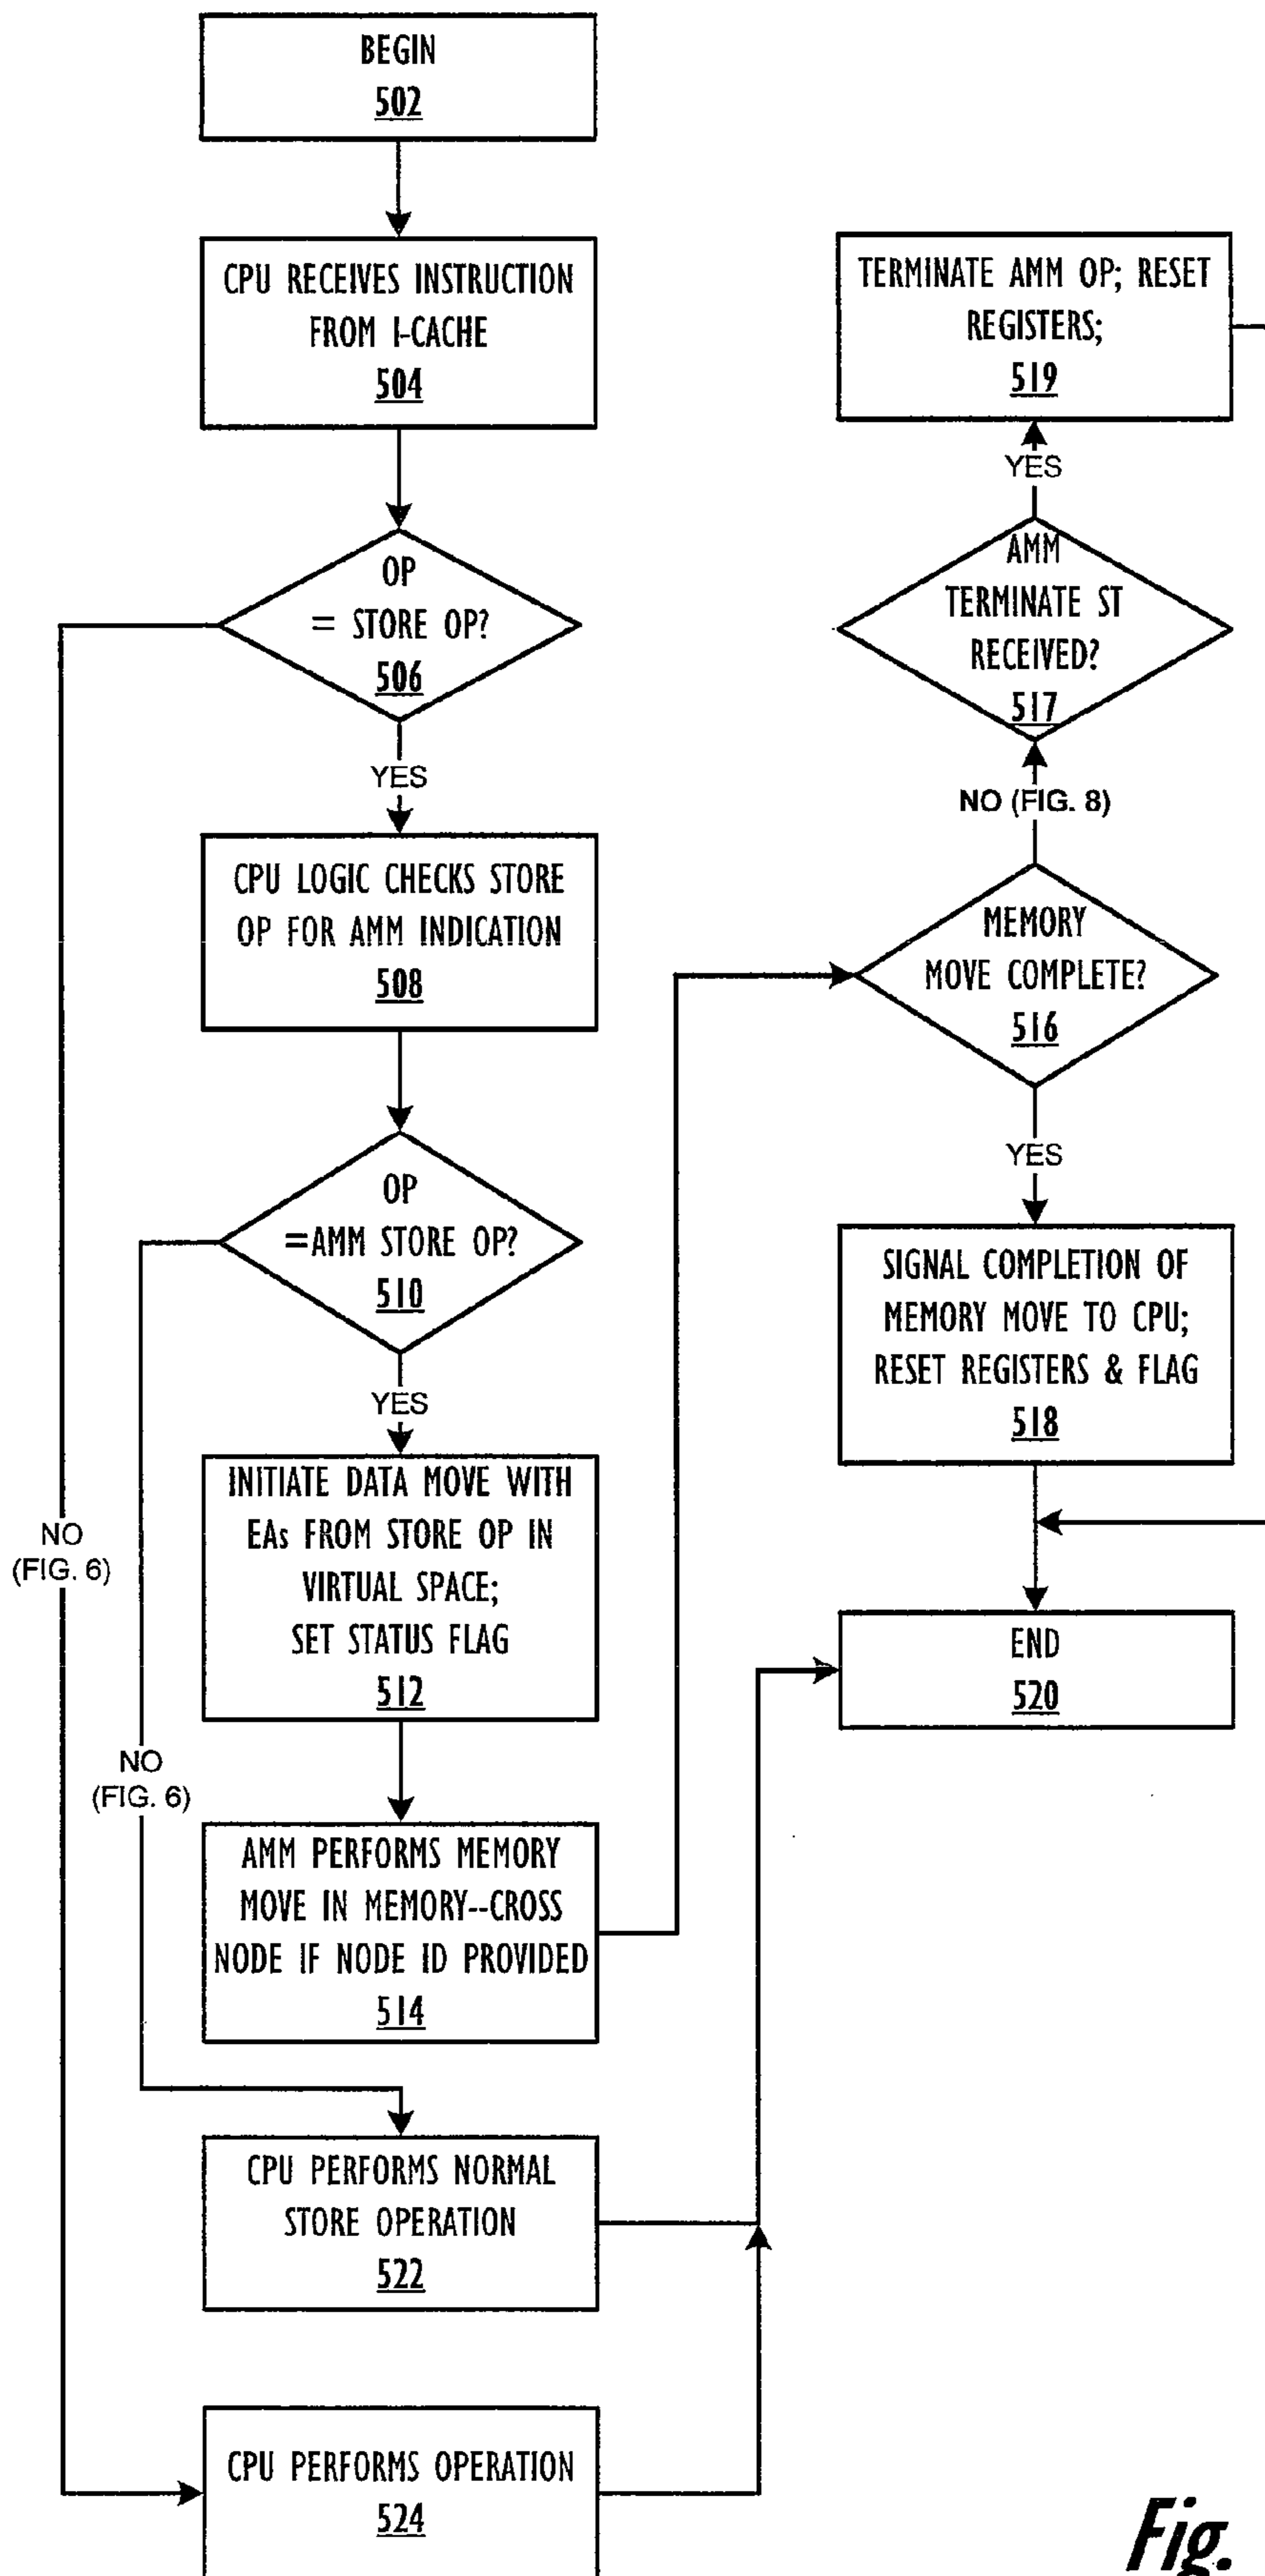 BEGIN
502
CPU RECEIVES INSTRUCTION
FROM I-CACHE
504
OP
= STORE OP?
506
YES
CPU LOGIC CHECKS STORE
OP FOR AMM INDICATION
508
OP
=AMM STORE OP?
510
YES
INITIATE DATA MOVE WITH
EAs FROM STORE OP IN
VIRTUAL SPACE;
SET STATUS FLAG
512
NO
(FIG. 6)
NO
(FIG. 6)
AMM PERFORMS MEMORY
MOVE IN MEMORY--CROSS
NODE IF NODE ID PROVIDED
514
CPU PERFORMS NORMAL
STORE OPERATION
522
CPU PERFORMS OPERATION
524
TERMINATE AMM OP; RESET
REGISTERS;
519
YES
AMM
TERMINATE ST
RECEIVED?
517
NO (FIG. 8)
MEMORY
MOVE COMPLETE?
516
YES
SIGNAL COMPLETION OF
MEMORY MOVE TO CPU;
RESET REGISTERS & FLAG
518
END
520
Fig.